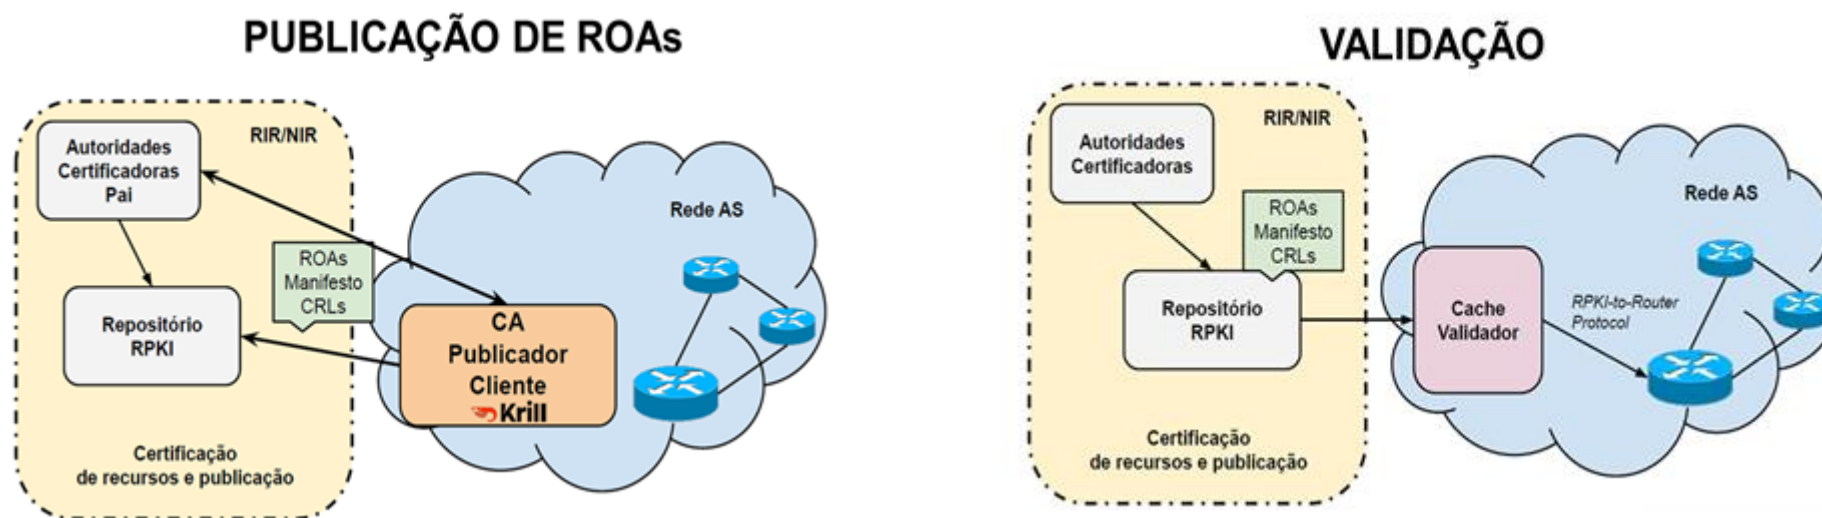 PUBLICAÇÃO DE ROAs
RIR/NIR
Autoridades
Certificadoras
Pai
Rede AS
ROAs
Manifesto
CRLs
Repositório
RPKI
CA
Publicador
Cliente
Krill
Certificação
de recursos e publicação
VALIDAÇÃO
RIR/NIR
Autoridades
Certificadoras
Rede AS
ROAs
Manifesto
CRLs
Repositório
RPKI
Cache
Validador
RPKI-to-Router
Protocol
Certificação
de recursos e publicação